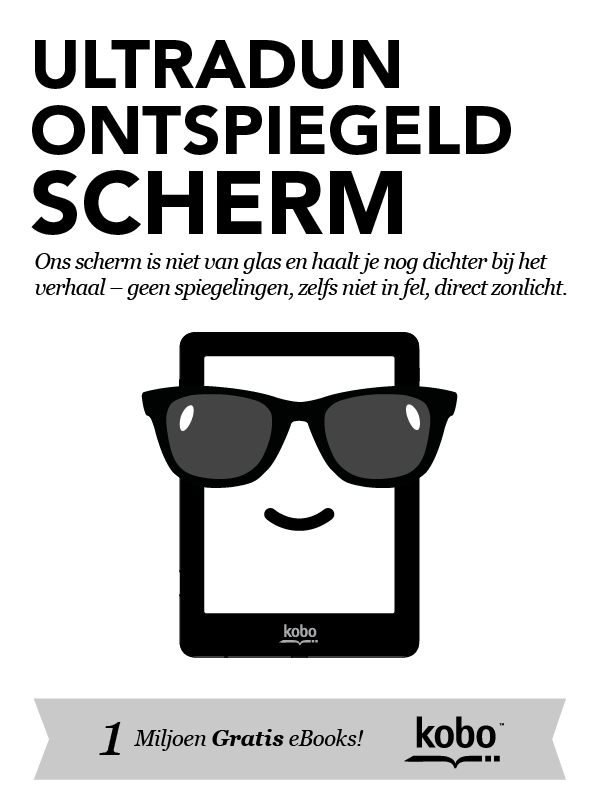 ULTRADUN
ONTSPIEGELD
SCHERM
Ons scherm is niet van glas en haalt je nog dichter bij het
verhaal – geen spiegelingen, zelfs niet in fel, direct zonlicht.
kobo
1 Miljoen Gratis eBooks!
kobo™